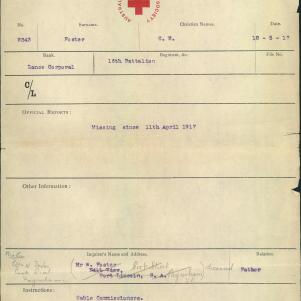 No. Surname. Christian Names. Date.
2343 Foster C. W. 18 - 5 - 17
Rank. Regiment, &c. File No.
Lance Corporal 16th Battalion
C/L
OFFICIAL REPORTS:
Missing since 11th April 1917
Other Information:
Inquirer's Name and Address. Relation.
Mr W. Foster Father
Port Lincoln, S. A.
Instructions:
Cable Commissioners.